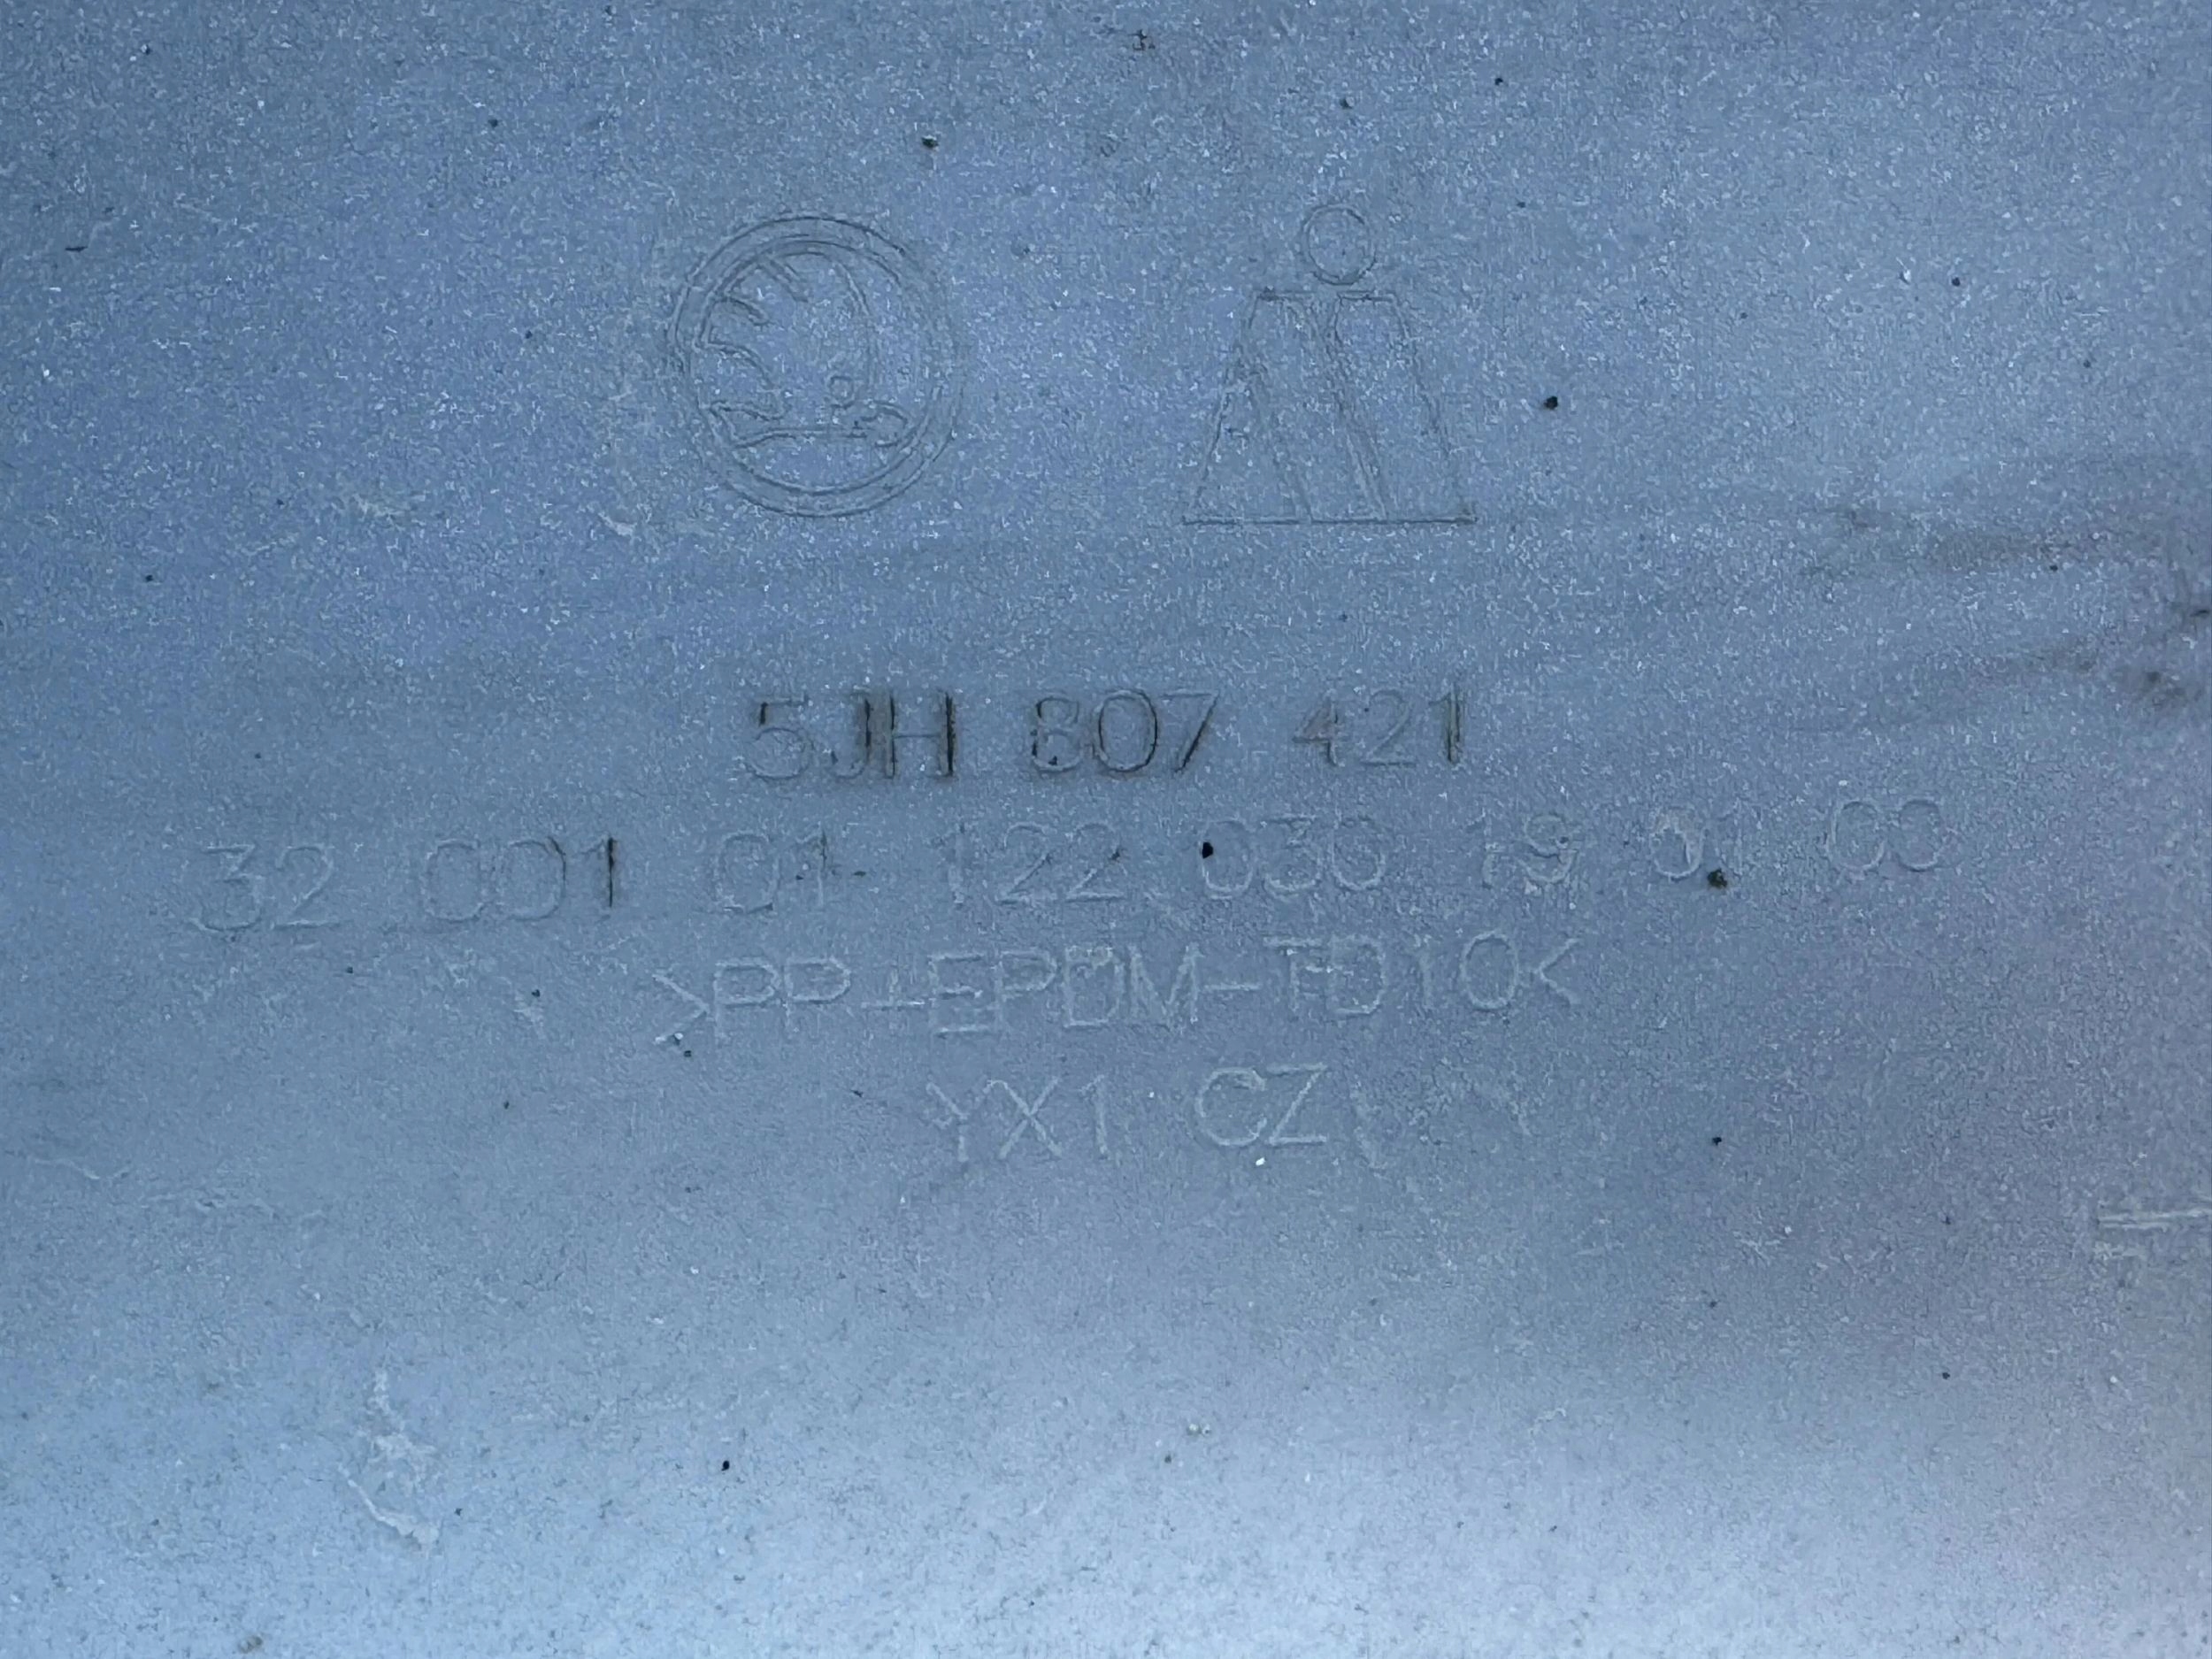 5JH 807 421
32 001 01 122.030 19 01 00
>PP+EPDM-TD10<
YX1 CZ